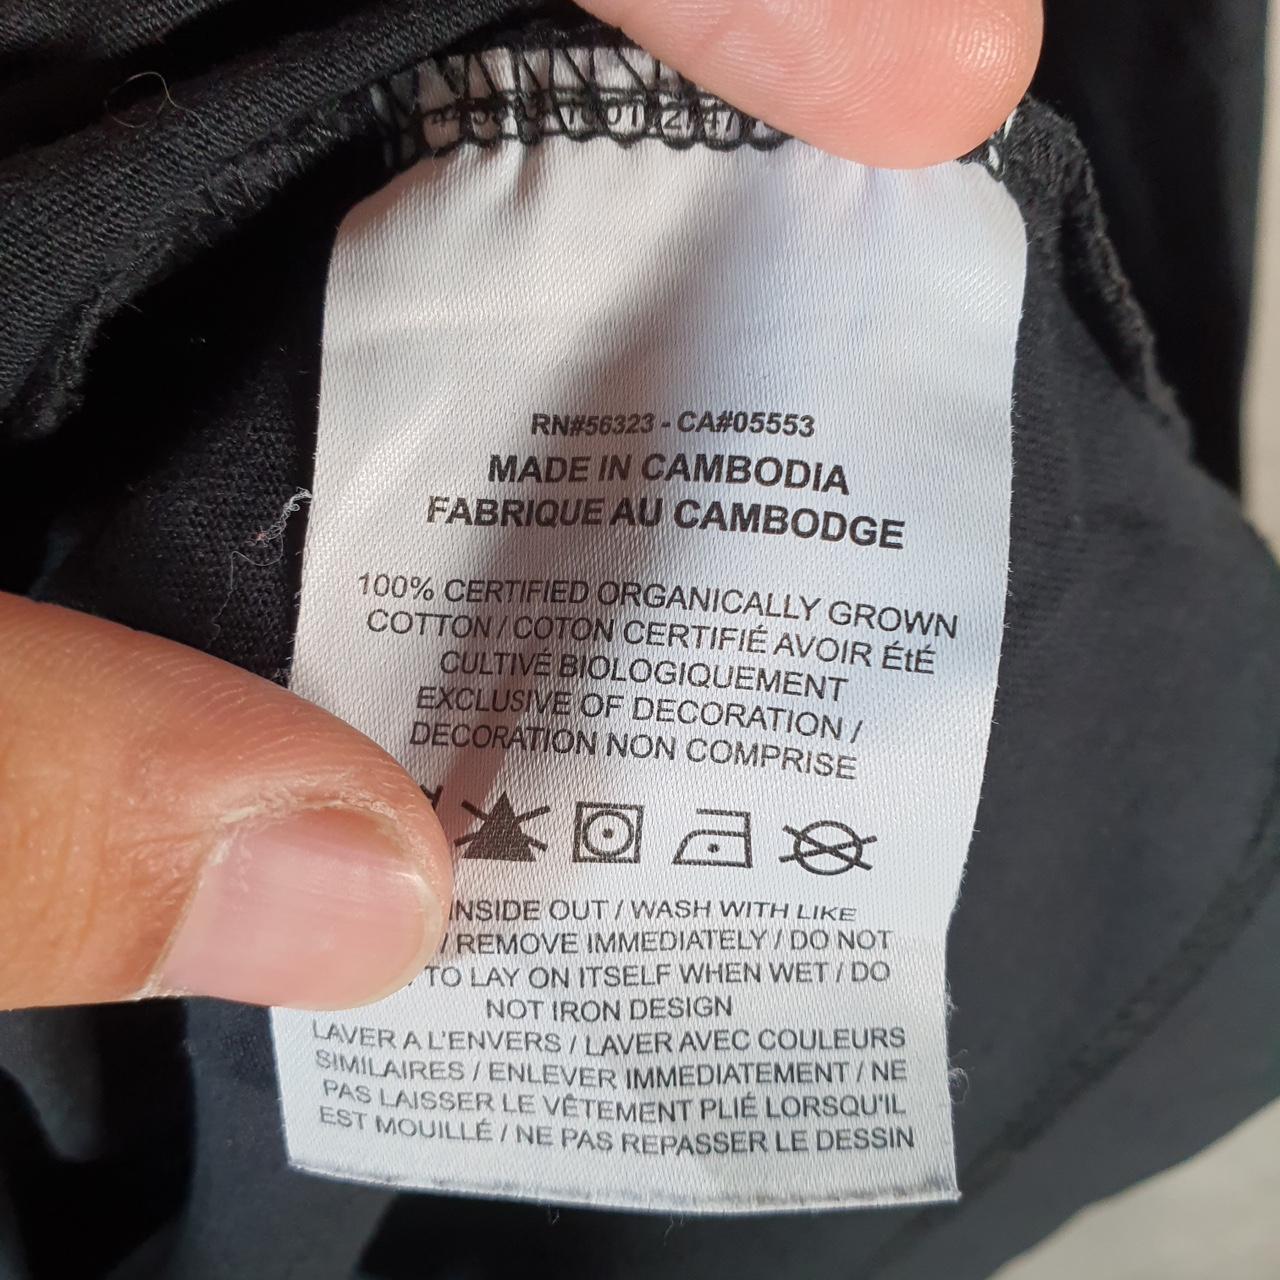 RN#56323 - CA#05553
MADE IN CAMBODIA
FABRIQUE AU CAMBODGE
100% CERTIFIED ORGANICALLY GROWN
COTTON / COTON CERTIFIÉ AVOIR ÉtÉ
CULTIVÉ BIOLOGIQUEMENT
EXCLUSIVE OF DECORATION /
DECORATION NON COMPRISE
INSIDE OUT / WASH WITH LIKE
/ REMOVE IMMEDIATELY / DO NOT
TO LAY ON ITSELF WHEN WET / DO
NOT IRON DESIGN
LAVER A L'ENVERS / LAVER AVEC COULEURS
SIMILAIRES / ENLEVER IMMEDIATEMENT / NE
PAS LAISSER LE VÊTEMENT PLIÉ LORSQU'IL
EST MOUILLÉ / NE PAS REPASSER LE DESSIN